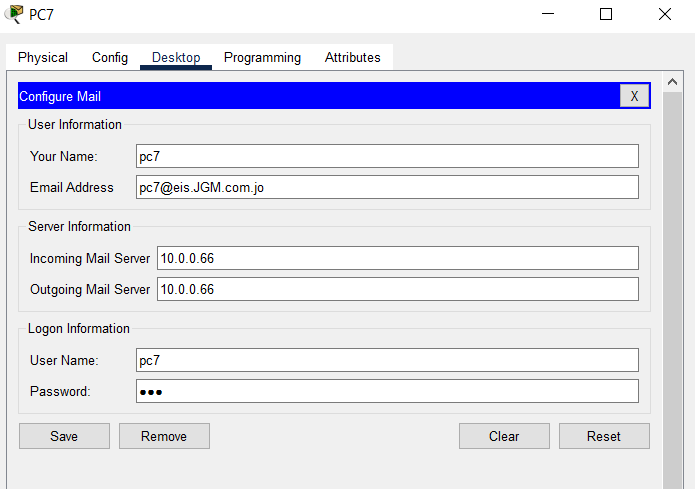 PC7
Physical Config Desktop Programming Attributes
Configure Mail X
User Information
Your Name: pc7
Email Address pc7@eis.JGM.com.jo
Server Information
Incoming Mail Server 10.0.0.66
Outgoing Mail Server 10.0.0.66
Logon Information
User Name: pc7
Password: ●●●
Save Remove Clear Reset